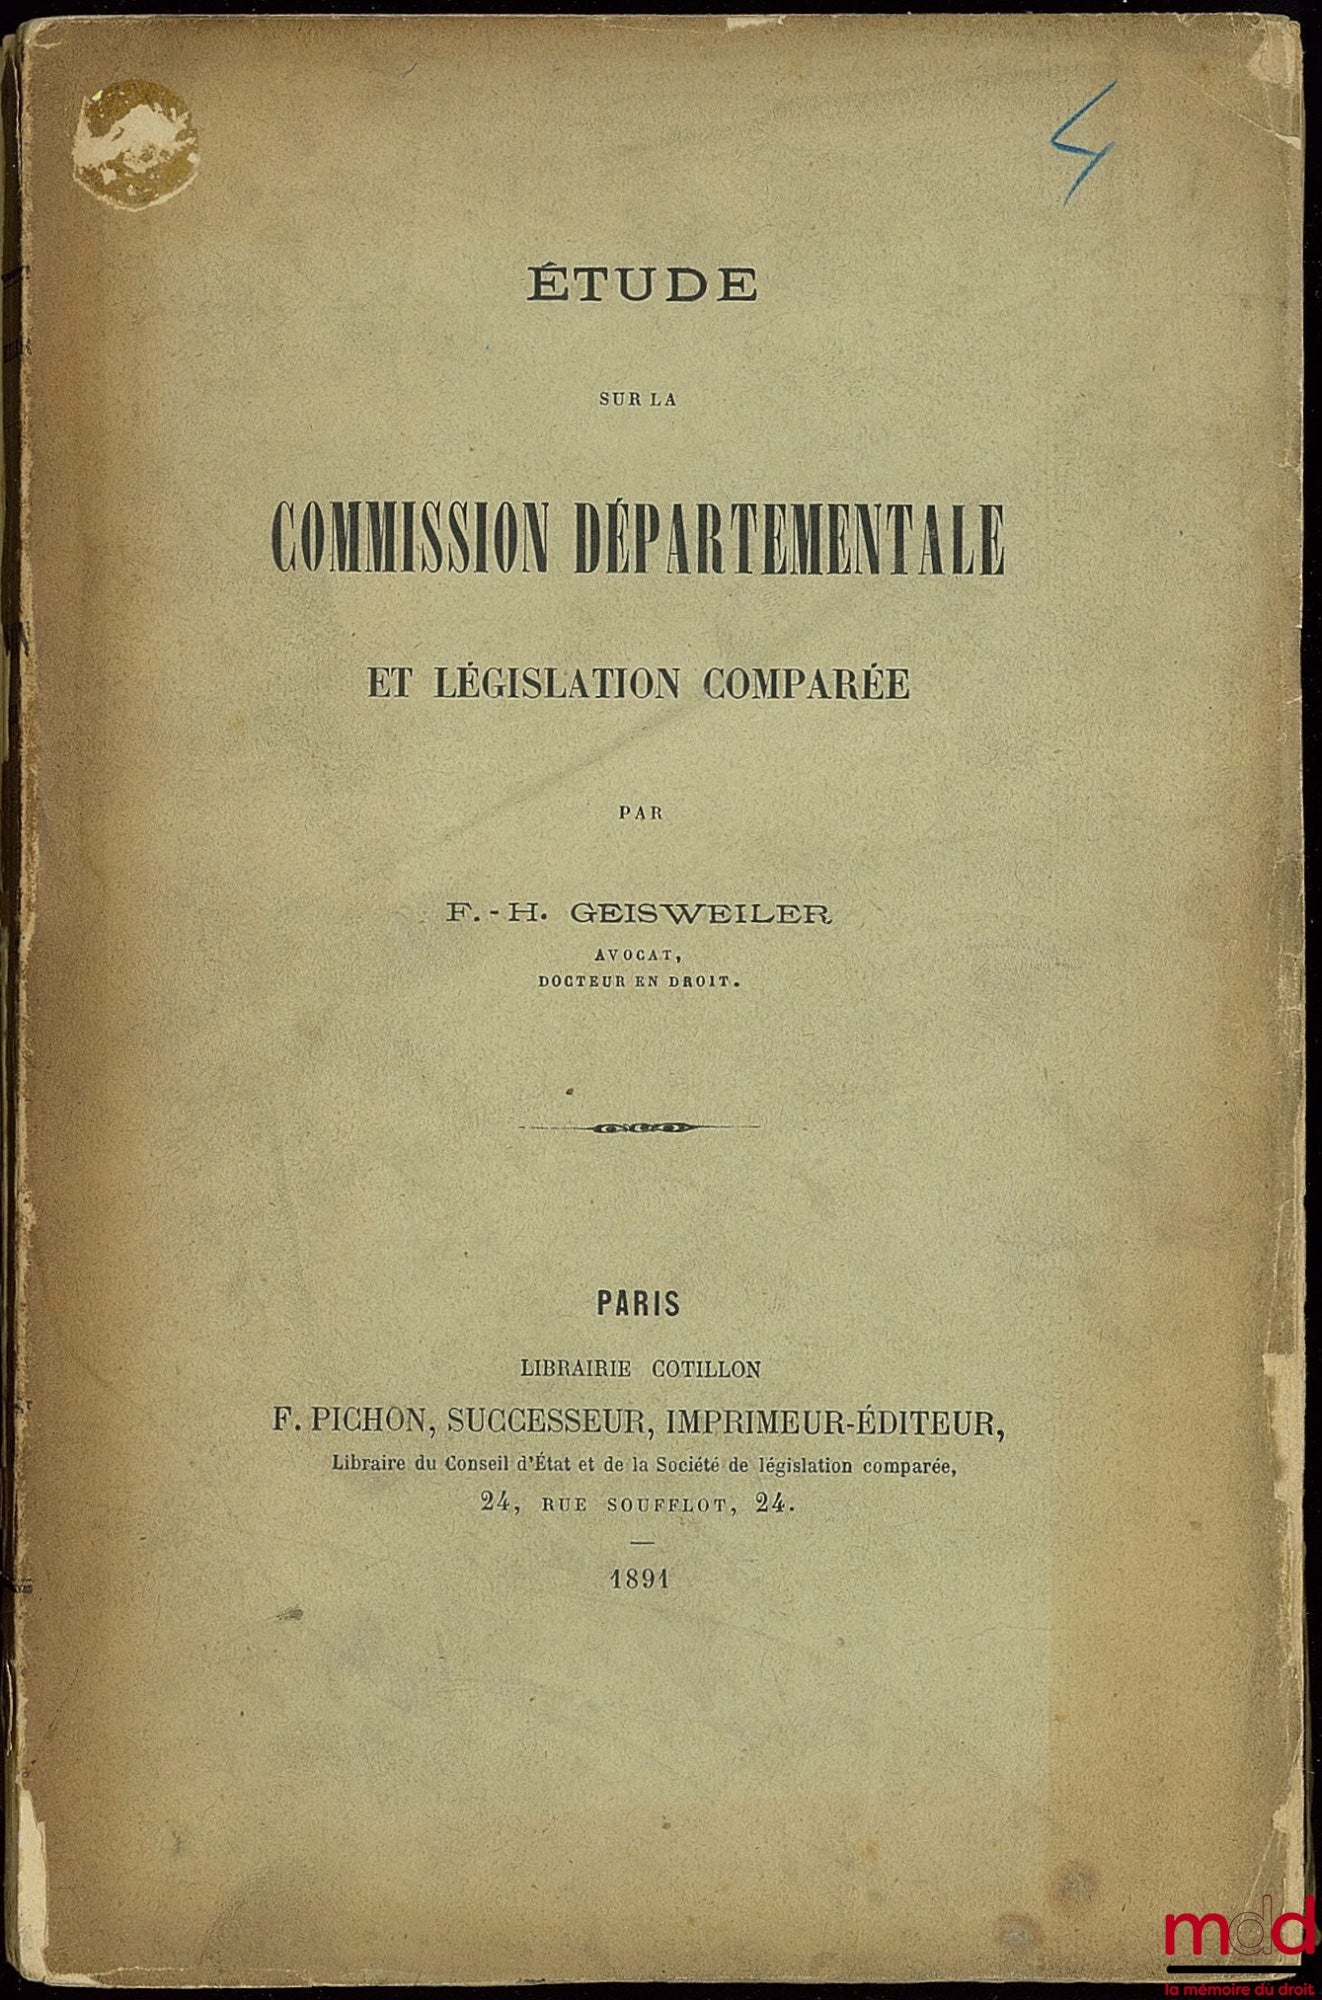 4
ÉTUDE
SUR LA
COMMISSION DÉPARTEMENTALE
ET LÉGISLATION COMPARÉE
PAR
F.-H. GEISWEILER
AVOCAT,
DOCTEUR EN DROIT.
PARIS
LIBRAIRIE COTILLON
F. PICHON, SUCCESSEUR, IMPRIMEUR-ÉDITEUR,
Libraire du Conseil d'État et de la Société de législation comparée,
24, RUE SOUFFLOT, 24.
1891
mdd
la mémoire du droit